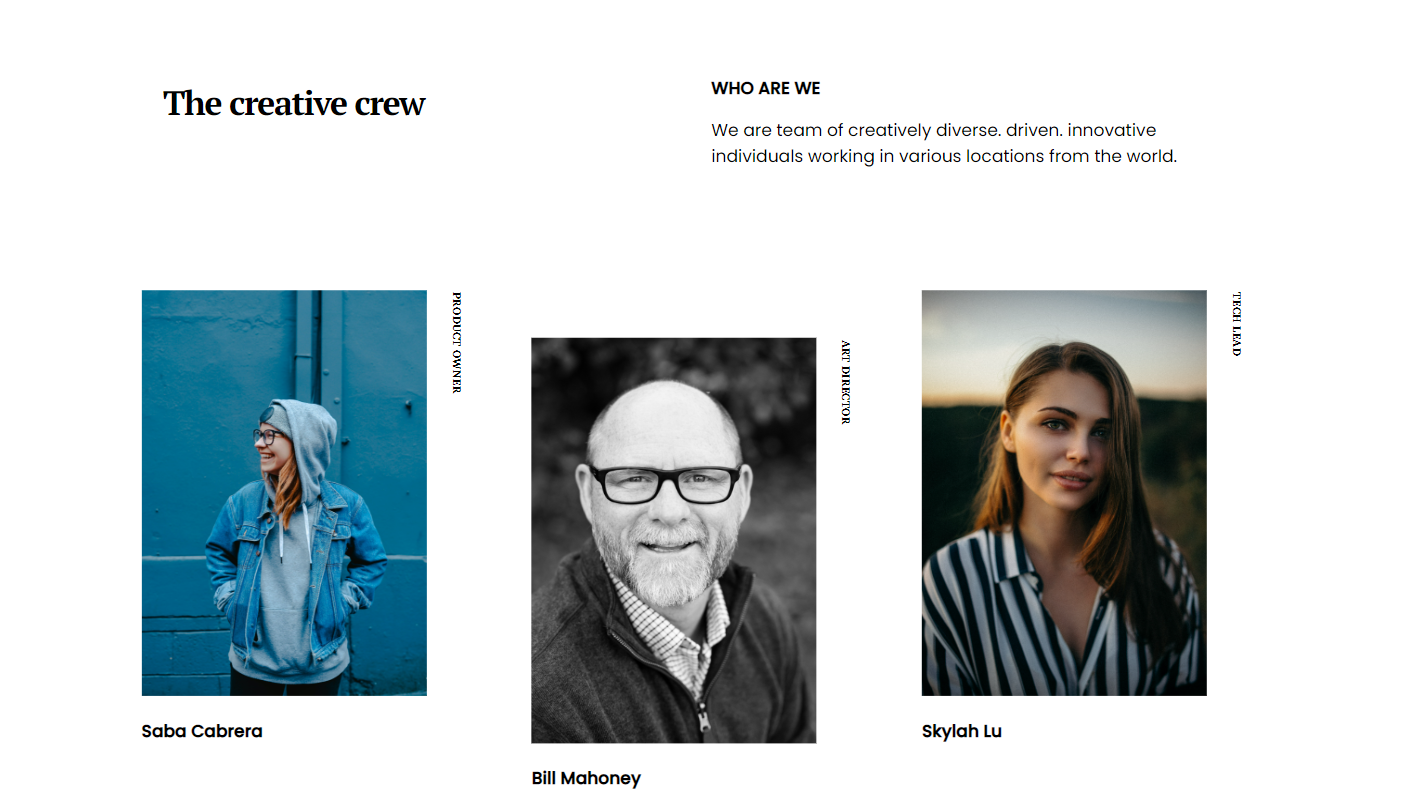 The creative crew
WHO ARE WE
We are team of creatively diverse. driven. innovative
individuals working in various locations from the world.
PRODUCT OWNER
Saba Cabrera
ART DIRECTOR
Bill Mahoney
TECH LEAD
Skylah Lu